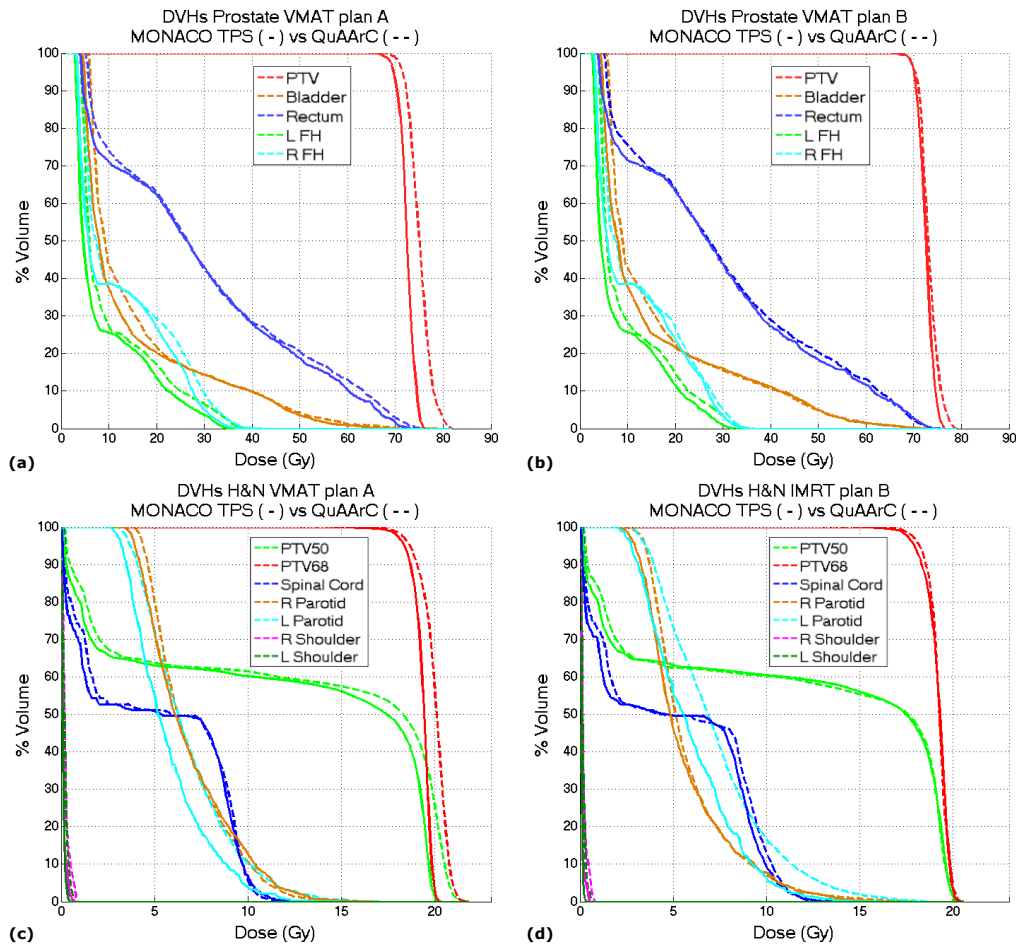 DVHs Prostate VMAT plan A
MONACO TPS ( - ) vs QuAArC ( - - )
100
90
80
70
60
50
40
30
20
10
0
% Volume
PTV
Bladder
Rectum
L FH
R FH
0 10 20 30 40 50 60 70 80 90
Dose (Gy)
(a)
DVHs Prostate VMAT plan B
MONACO TPS ( - ) vs QuAArC ( - - )
100
90
80
70
60
50
40
30
20
10
0
% Volume
PTV
Bladder
Rectum
L FH
R FH
0 10 20 30 40 50 60 70 80 90
Dose (Gy)
(b)
DVHs H&N VMAT plan A
MONACO TPS ( - ) vs QuAArC ( - - )
100
90
80
70
60
50
40
30
20
10
0
% Volume
PTV50
PTV68
Spinal Cord
R Parotid
L Parotid
R Shoulder
L Shoulder
0 5 10 15 20
Dose (Gy)
(c)
DVHs H&N IMRT plan B
MONACO TPS ( - ) vs QuAArC ( - - )
100
90
80
70
60
50
40
30
20
10
0
% Volume
PTV50
PTV68
Spinal Cord
R Parotid
L Parotid
R Shoulder
L Shoulder
0 5 10 15 20
Dose (Gy)
(d)